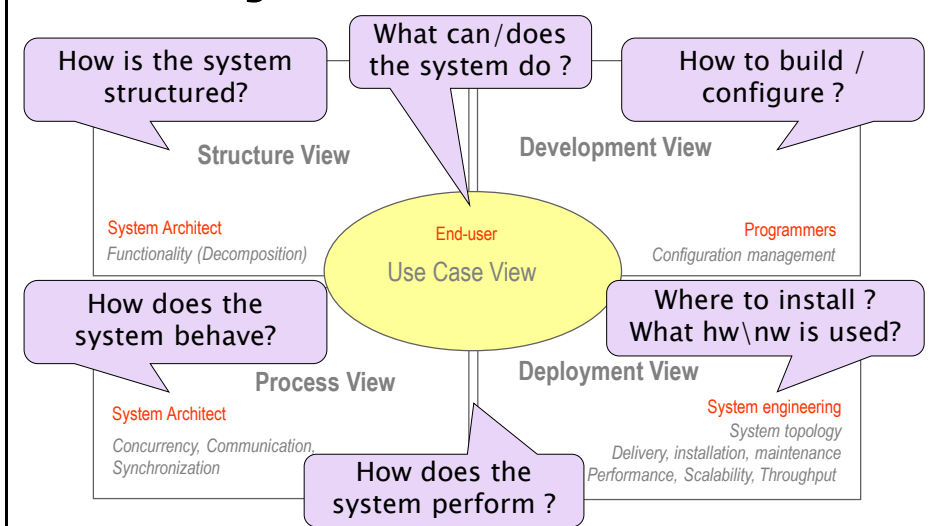 How is the system
structured?
What can/does
the system do ?
How to build /
configure ?
Structure View
Development View
System Architect
Functionality (Decomposition)
End-user
Use Case View
Programmers
Configuration management
How does the
system behave?
Where to install ?
What hw\nw is used?
Process View
Deployment View
System Architect
Concurrency, Communication,
Synchronization
System engineering
System topology
Delivery, installation, maintenance
Performance, Scalability, Throughput
How does the
system perform ?